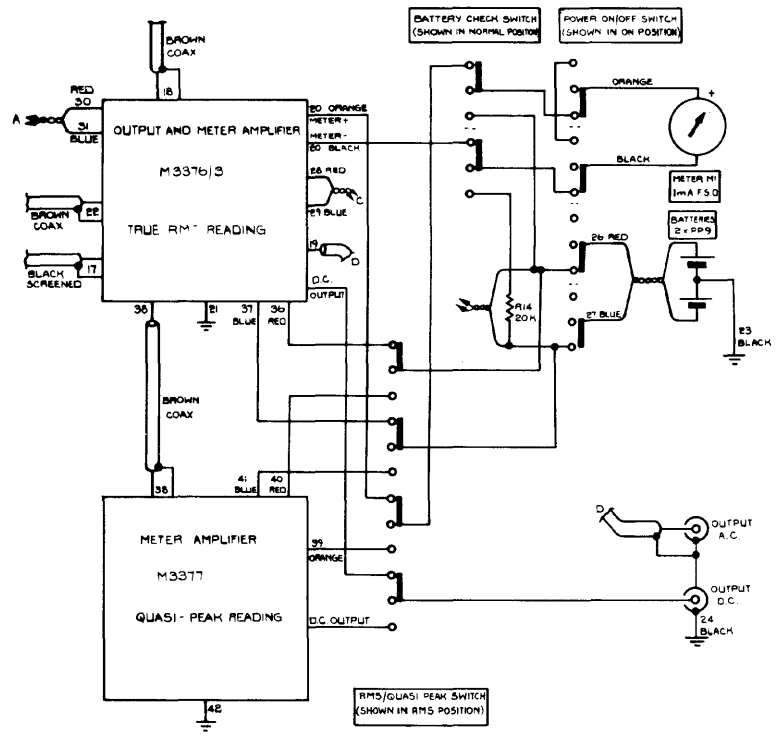 BATTERY CHECK SWITCH
(SHOWN IN NORMAL POSITION)
POWER ON/OFF SWITCH
(SHOWN IN ON POSITION)
BROWN
COAX
18
RED
30
A
31
BLUE
OUTPUT AND METER AMPLIFIER
M3376/3
TRUE RMS READING
20 ORANGE
METER+
METER-
20 BLACK
28 RED
C
29 BLUE
19
D
D.C.
OUTPUT
22
BROWN
COAX
17
BLACK
SCREENED
38
21
37
BLUE
36
RED
ORANGE
+
BLACK
METER M1
1mA F.S.D
BATTERIES
2 x PP9
26 RED
27 BLUE
R14
20K
23
BLACK
BROWN
COAX
38
41
BLUE
40
RED
METER AMPLIFIER
M3377
QUASI-PEAK READING
39
ORANGE
D.C OUTPUT
42
D
OUTPUT
A.C.
OUTPUT
D.C.
24
BLACK
RMS/QUASI PEAK SWITCH
(SHOWN IN RMS POSITION)